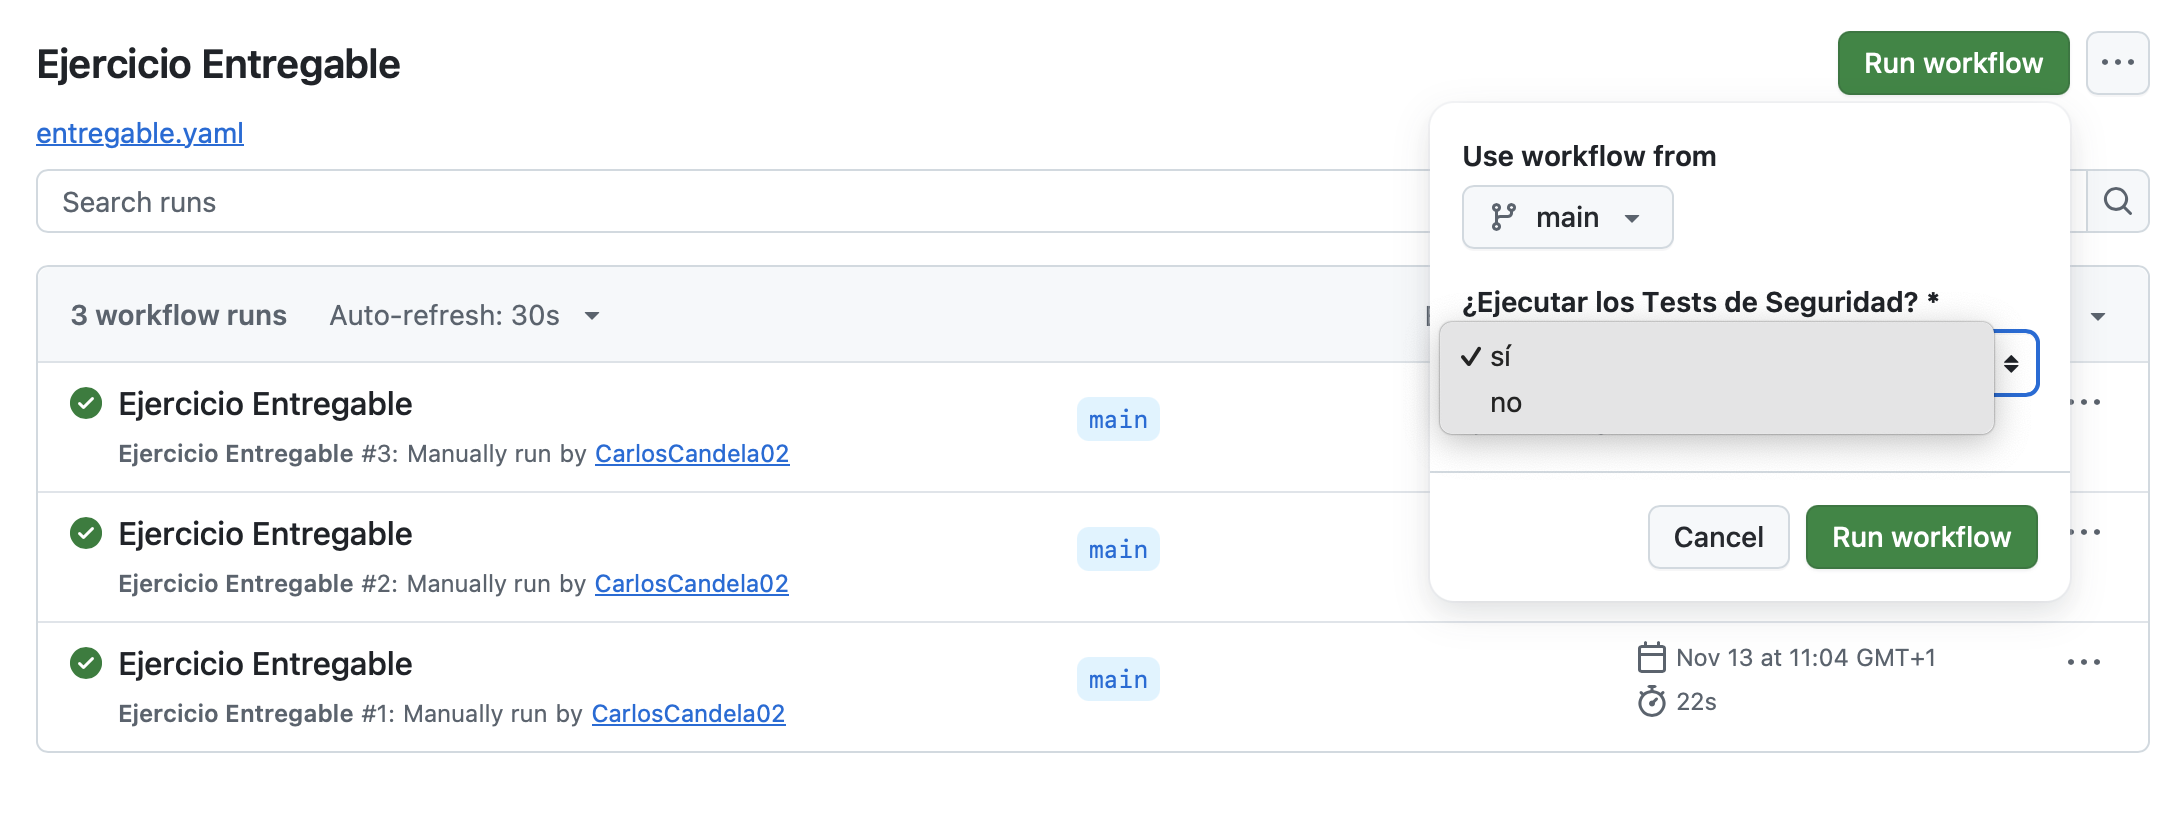 Ejercicio Entregable
Run workflow
entregable.yaml
Use workflow from
Search runs
main
¿Ejecutar los Tests de Seguridad? *
3 workflow runs Auto-refresh: 30s
sí
no
Ejercicio Entregable
main
Ejercicio Entregable #3: Manually run by CarlosCandela02
Cancel
Run workflow
Ejercicio Entregable
main
Ejercicio Entregable #2: Manually run by CarlosCandela02
Ejercicio Entregable
main
Nov 13 at 11:04 GMT+1
22s
Ejercicio Entregable #1: Manually run by CarlosCandela02